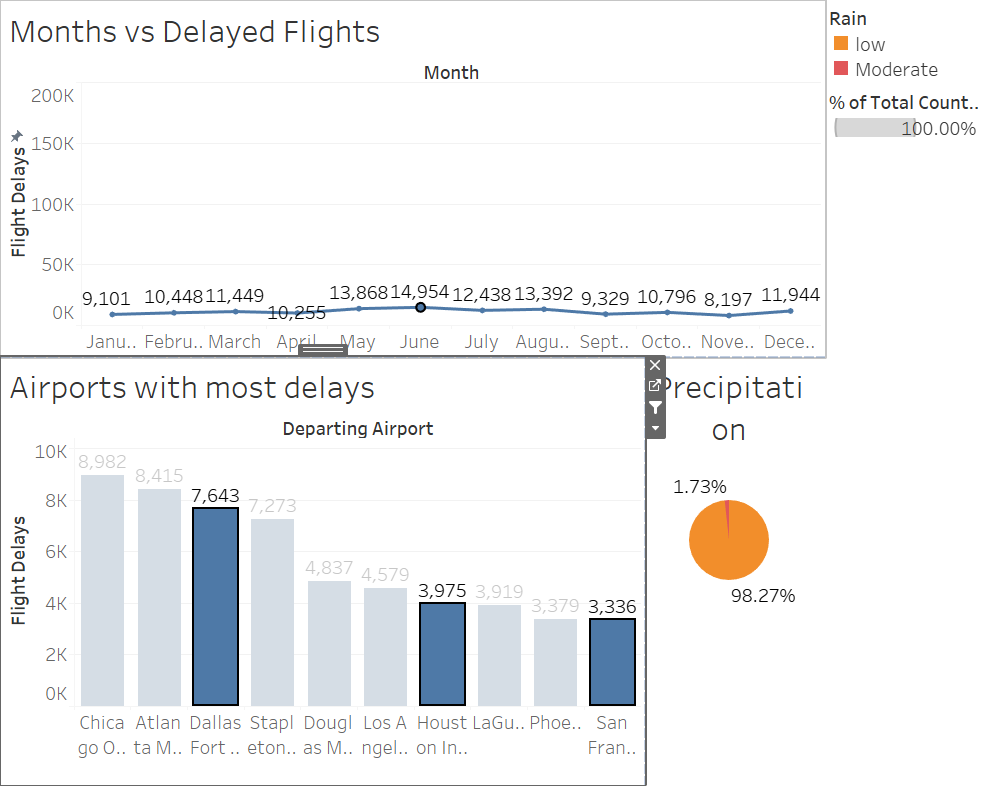 Months vs Delayed Flights
Month
Flight Delays
200K
150K
100K
50K
0K
9,101 10,448 11,449 10,255 13,868 14,954 12,438 13,392 9,329 10,796 8,197 11,944
Janu.. Febru.. March April May June July Augu.. Sept.. Octo.. Nove.. Dece..
Rain
low
Moderate
% of Total Count..
100.00%
Airports with most delays
Departing Airport
Flight Delays
10K
8K
6K
4K
2K
0K
8,982 8,415 7,643 7,273 4,837 4,579 3,975 3,919 3,379 3,336
Chica Atlan Dallas Stapl Dougl Los A Houst LaGu.. Phoe.. San
go O.. ta M.. Fort .. eton.. as M.. ngel.. on In.. Fran..
Precipitati
on
1.73%
98.27%